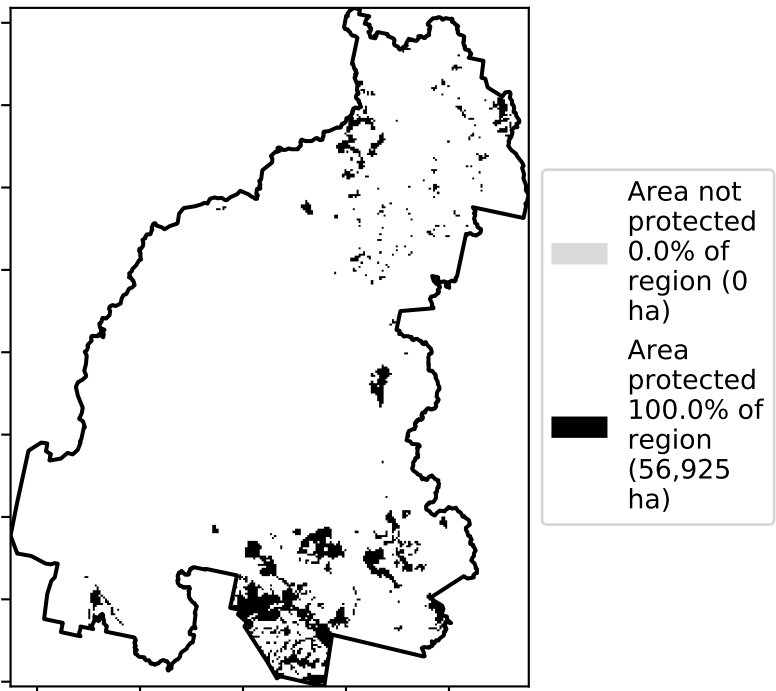 Area not
protected
0.0% of
region (0
ha)
Area
protected
100.0% of
region
(56,925
ha)